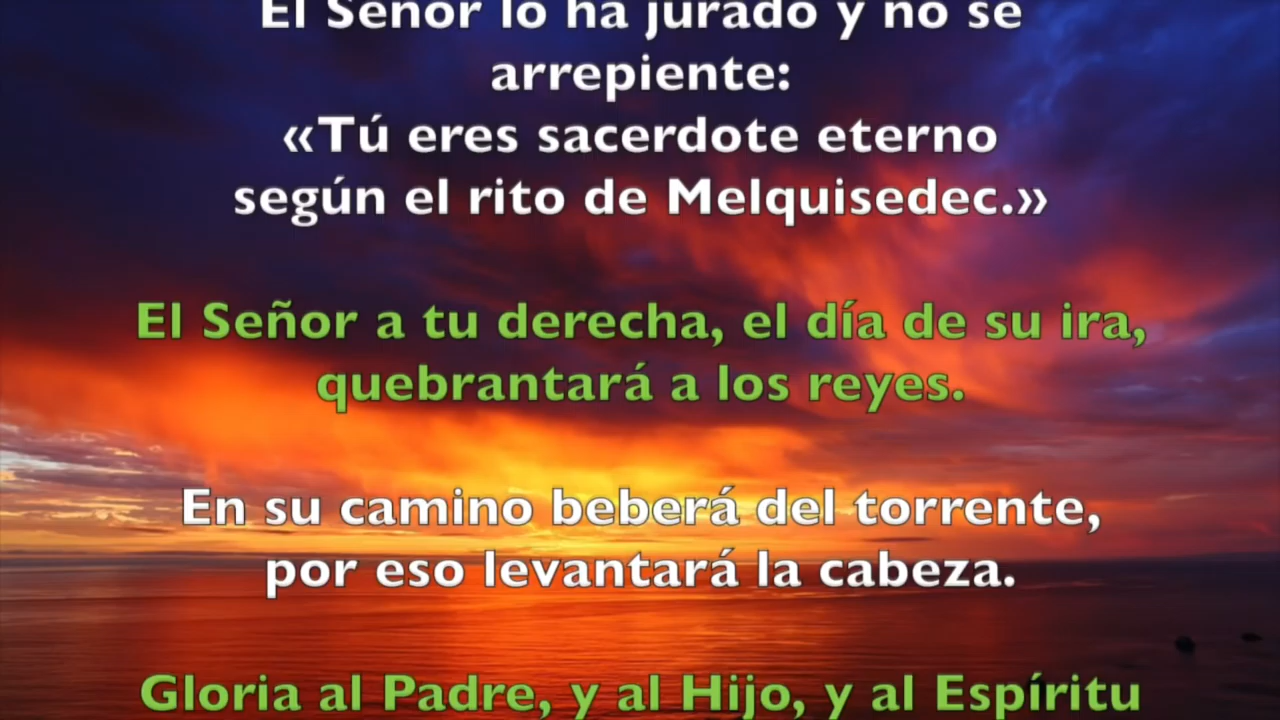 El Señor lo ha jurado y no se
arrepiente:
«Tú eres sacerdote eterno
según el rito de Melquisedec.»
El Señor a tu derecha, el día de su ira,
quebrantará a los reyes.
En su camino beberá del torrente,
por eso levantará la cabeza.
Gloria al Padre, y al Hijo, y al Espíritu